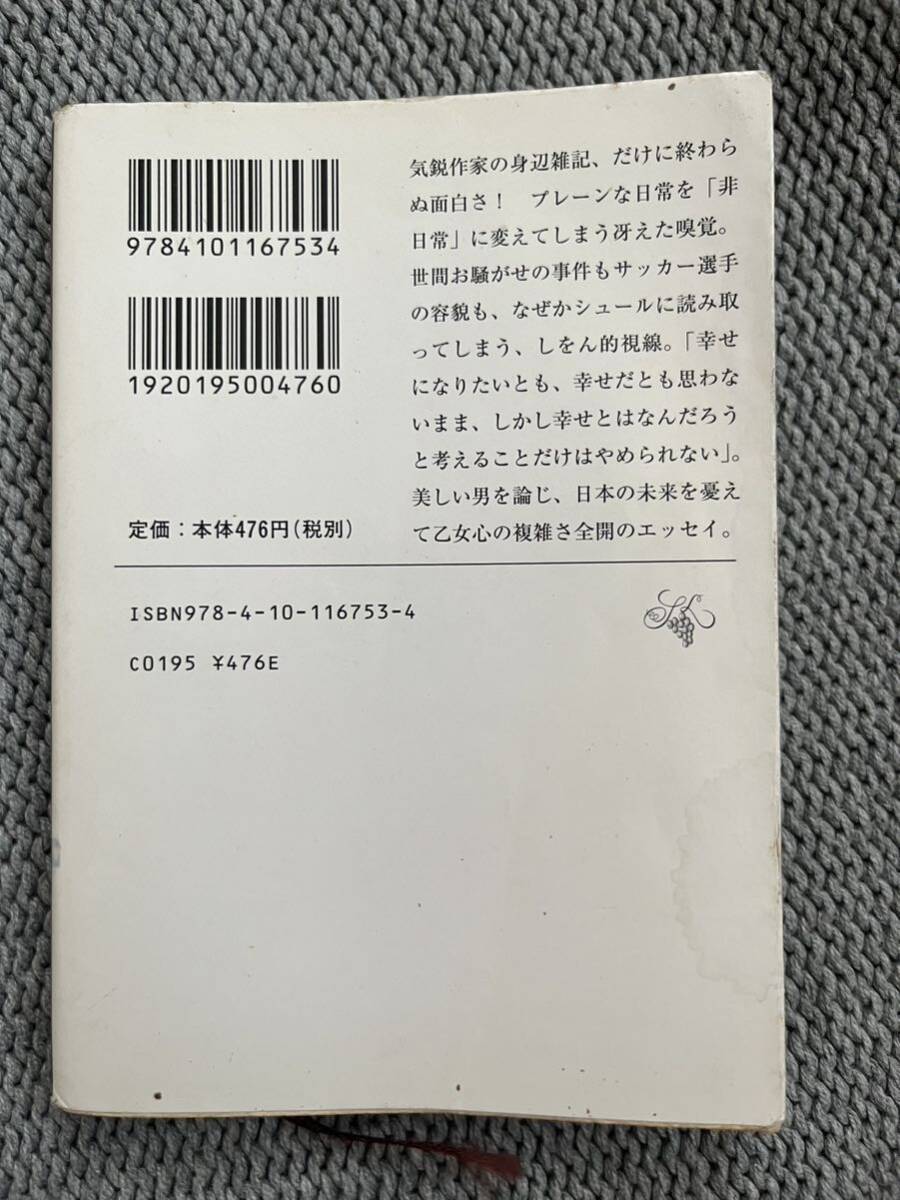 9784101167534
1920195004760
定価：本体476円（税別）
気鋭作家の身辺雑記、だけに終わら
ぬ面白さ！　プレーンな日常を「非
日常」に変えてしまう冴えた嗅覚。
世間お騒がせの事件もサッカー選手
の容貌も、なぜかシュールに読み取
ってしまう、しをん的視線。「幸せ
になりたいとも、幸せだとも思わな
いまま、しかし幸せとはなんだろう
と考えることだけはやめられない」。
美しい男を論じ、日本の未来を憂え
て乙女心の複雑さ全開のエッセイ。
ISBN978-4-10-116753-4
C0195 ¥476E